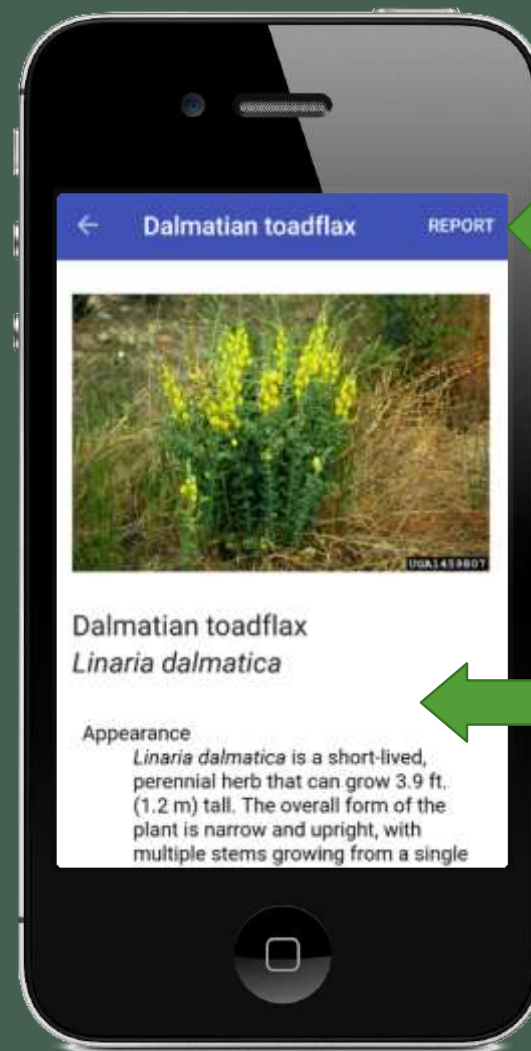 ← Dalmatian toadflax REPORT
UGA1459807
Dalmatian toadflax
Linaria dalmatica
Appearance
Linaria dalmatica is a short-lived,
perennial herb that can grow 3.9 ft.
(1.2 m) tall. The overall form of the
plant is narrow and upright, with
multiple stems growing from a single